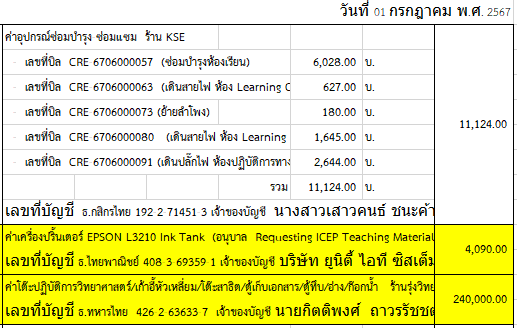 วันที่ 01 กรกฎาคม พ.ศ. 2567
ค่าอุปกรณ์ซ่อมบำรุง ซ่อมแซม ร้าน KSE
- เลขที่บิล CRE 6706000057 (ซ่อมบำรุงห้องเรียน) 6,028.00 บ.
- เลขที่บิล CRE 6706000063 (เดินสายไฟ ห้อง Learning C 627.00 บ.
- เลขที่บิล CRE 6706000073 (ย้ายลำโพง) 180.00 บ.
- เลขที่บิล CRE 6706000080 (เดินสายไฟ ห้อง Learning 1,645.00 บ.
- เลขที่บิล CRE 6706000091 (เดินปลั๊กไฟ ห้องปฏิบัติการทาง 2,644.00 บ.
11,124.00
รวม 11,124.00 บ.
เลขที่บัญชี ธ.กสิกรไทย 192-2-71451-3 เจ้าของบัญชี นางสาวเสาวคนธ์ ชนะค้า
ค่าเครื่องปริ้นเตอร์ EPSON L3210 Ink Tank (อนุบาล Requesting ICEP Teaching Material
4,090.00
เลขที่บัญชี ธ.ไทยพาณิชย์ 408-3-69359-1 เจ้าของบัญชี บริษัท ยูนิตี้ ไอที ซิสเต็ม
ค่าโต๊ะปฏิบัติการวิทยาศาสตร์/เก้าอี้หัวเหลี่ยม/โต๊ะสาธิต/ตู้เก็บเอกสาร/ตู้ทึบ/อ่าง/ก๊อกน้ำ ร้านรุ่งวิทย
240,000.00
เลขที่บัญชี ธ.ทหารไทย 426-2-63633-7 เจ้าของบัญชี นายกิตติพงศ์ ถาวรรัชชต